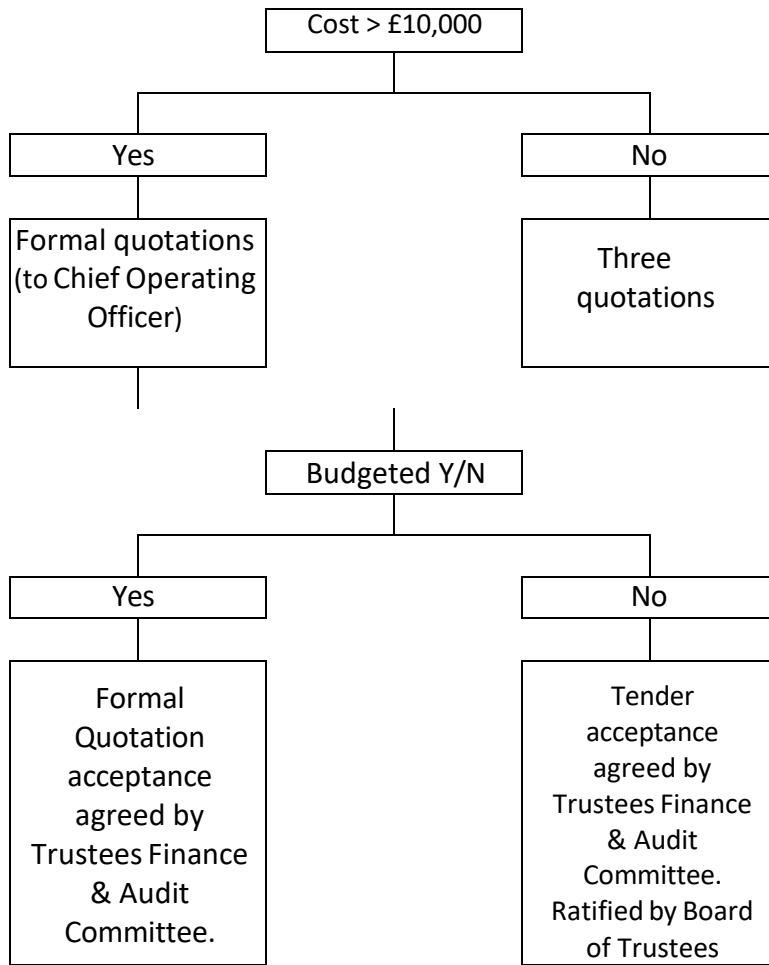 Cost > £10,000
Yes
No
Formal quotations
(to Chief Operating
Officer)
Three
quotations
Budgeted Y/N
Yes
No
Formal
Quotation
acceptance
agreed by
Trustees Finance
& Audit
Committee.
Tender
acceptance
agreed by
Trustees Finance
& Audit
Committee.
Ratified by Board
of Trustees